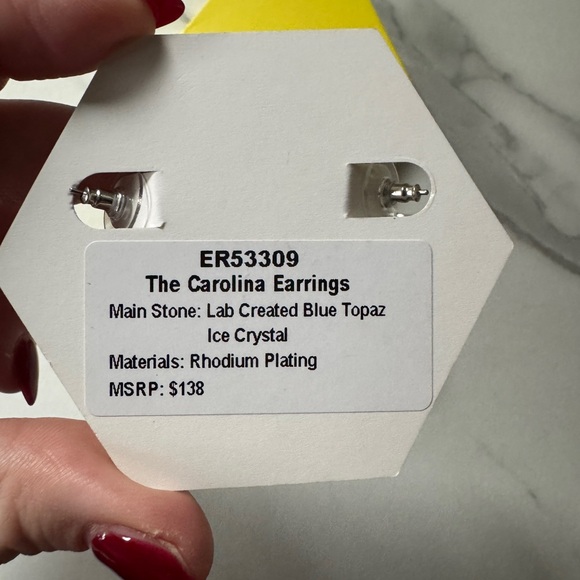 ER53309
The Carolina Earrings
Main Stone: Lab Created Blue Topaz
Ice Crystal
Materials: Rhodium Plating
MSRP: $138